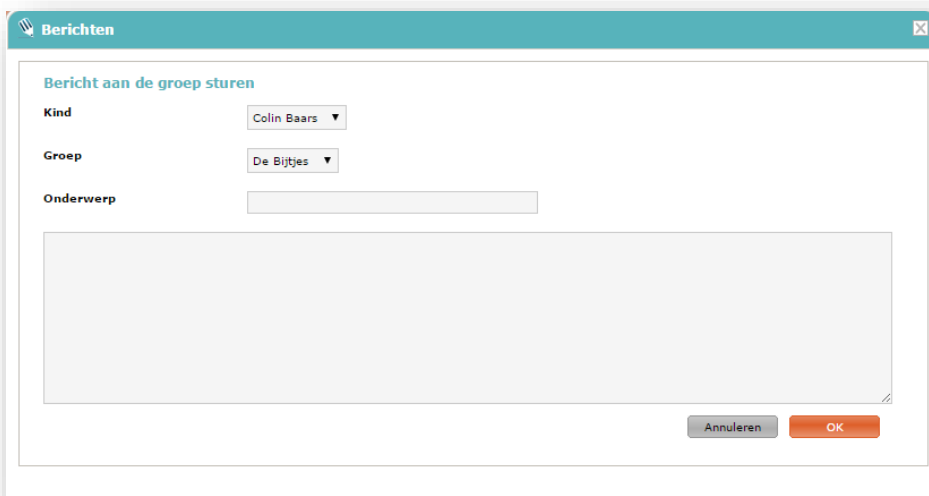 Berichten
Bericht aan de groep sturen
Kind
Colin Baars
Groep
De Bijtjes
Onderwerp
Annuleren
OK